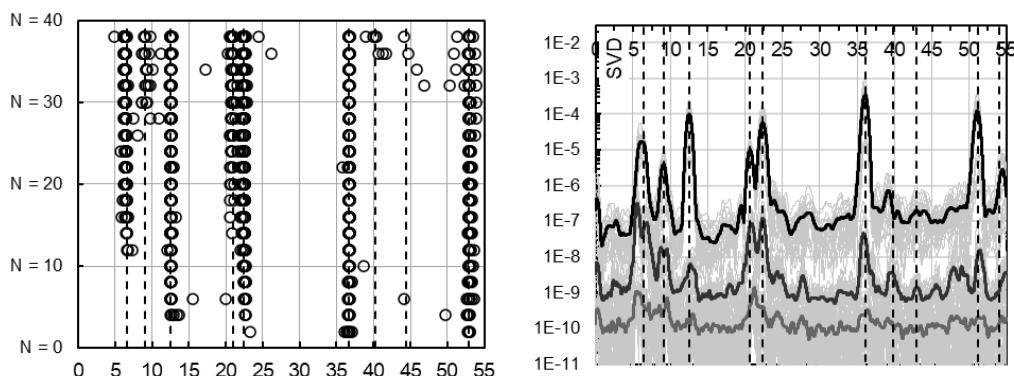 N = 40
N = 30
N = 20
N = 10
N = 0
0 5 10 15 20 25 30 35 40 45 50 55
1E-2
1E-3
1E-4
1E-5
1E-6
1E-7
1E-8
1E-9
1E-10
1E-11
SVD
0 5 10 15 20 25 30 35 40 45 50 55